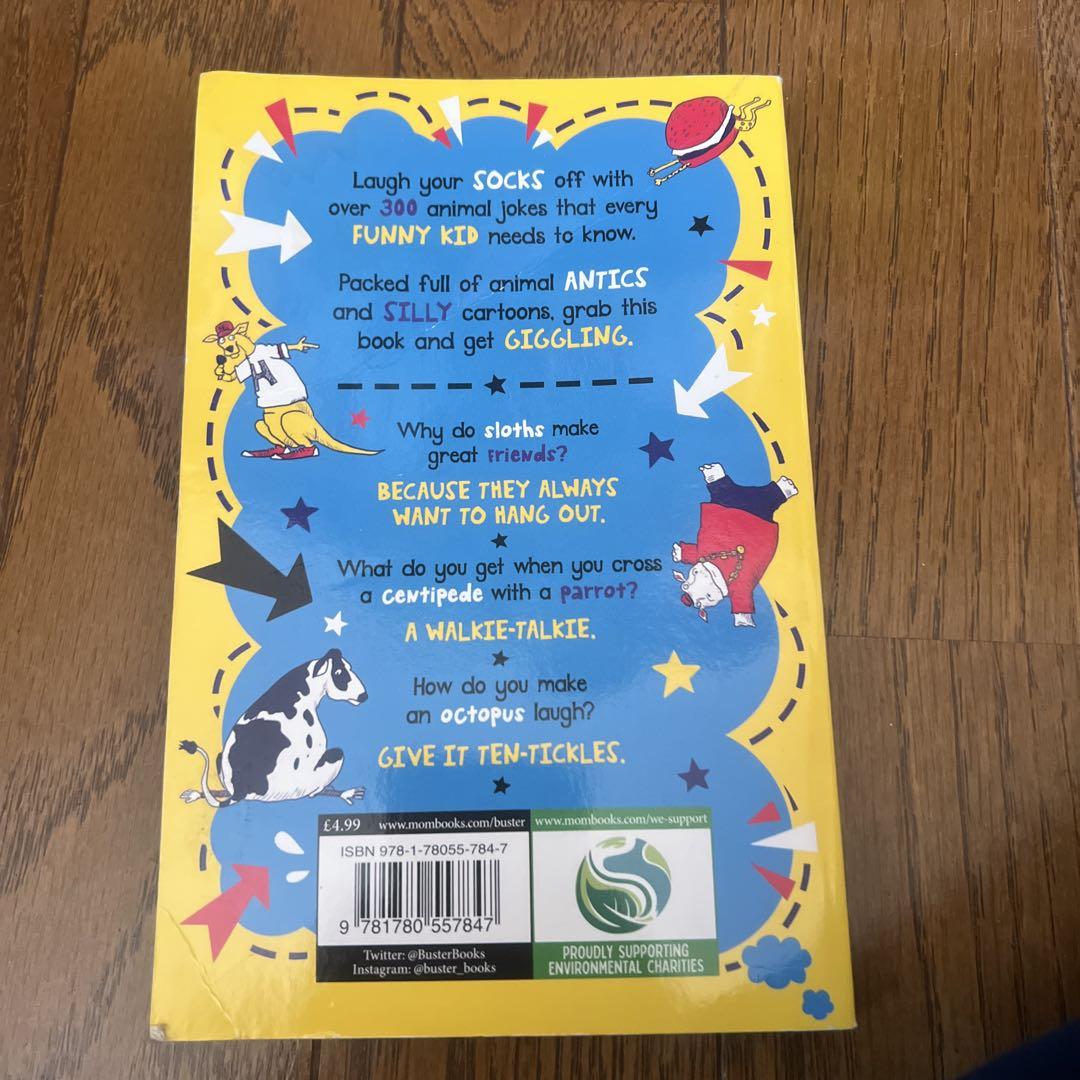 Laugh your SOCKS off with
over 300 animal jokes that every
FUNNY KID needs to know.
Packed full of animal ANTICS
and SILLY cartoons, grab this
book and get GIGGLING.
Why do sloths make
great friends?
BECAUSE THEY ALWAYS
WANT TO HANG OUT.
What do you get when you cross
a centipede with a parrot?
A WALKIE-TALKIE.
How do you make
an octopus laugh?
GIVE IT TEN-TICKLES.
£4.99 www.mombooks.com/buster
www.mombooks.com/we-support
ISBN 978-1-78055-784-7
9 781780 557847
Twitter: @BusterBooks
Instagram: @buster_books
PROUDLY SUPPORTING
ENVIRONMENTAL CHARITIES